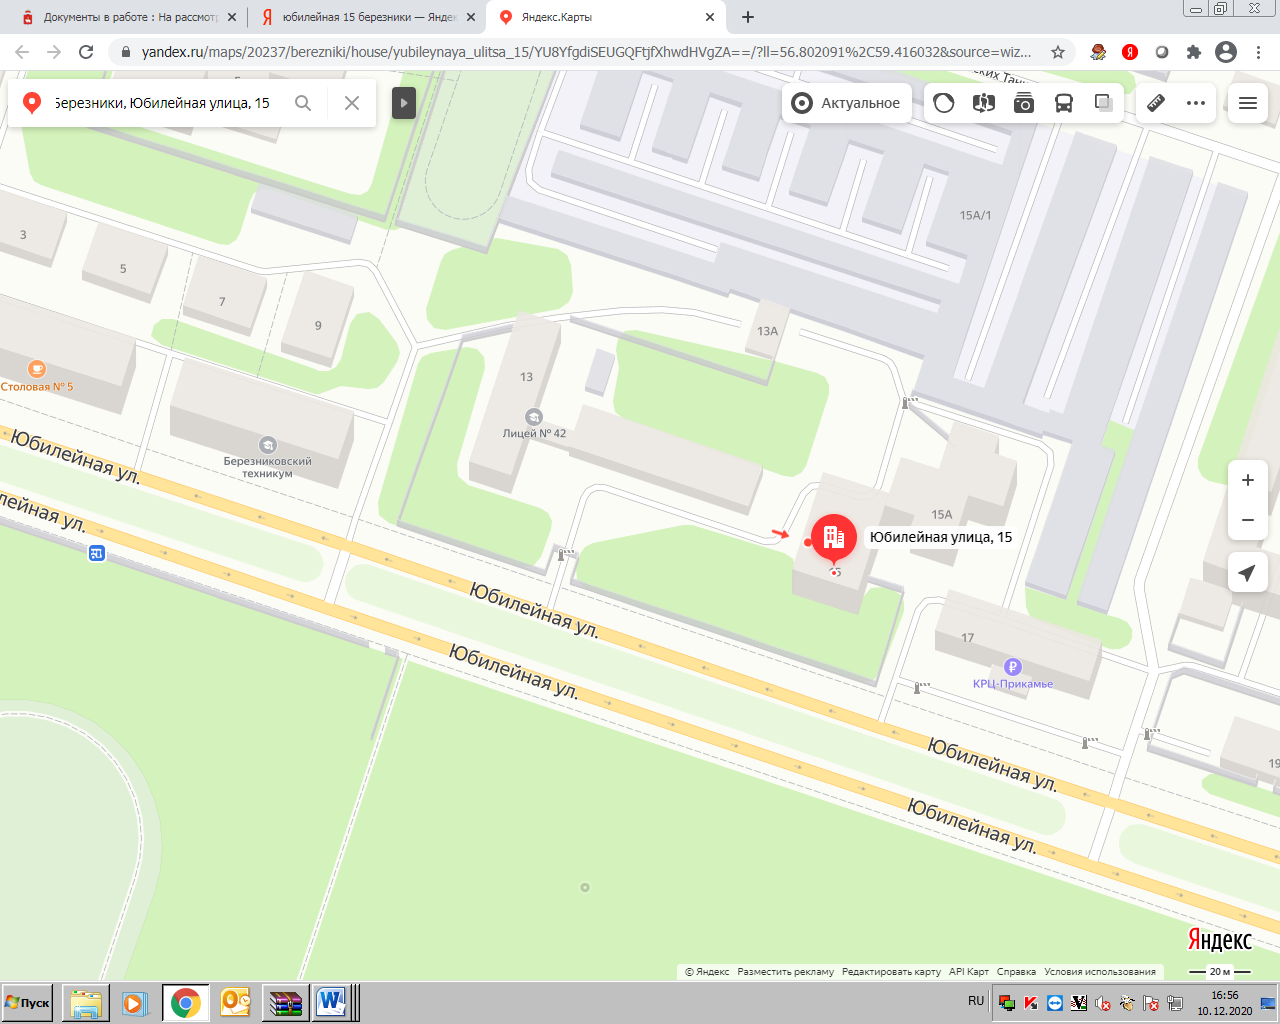 Документы в работе : На рассмотр
юбилейная 15 березники — Яндек
Яндекс.Карты
yandex.ru/maps/20237/berezniki/house/yubileynaya_ulitsa_15/YU8YfgdiSEUGQFtjfXhwdHVgZA==/?ll=56.802091%2C59.416032&source=wiz...
Березники, Юбилейная улица, 15
Актуальное
15А/1
3
5
7
9
13А
13
Столовая № 5
Лицей № 42
Березниковский
техникум
Юбилейная ул.
15А
Юбилейная улица, 15
15
Юбилейная ул.
Юбилейная ул.
17
КРЦ-Прикамье
Юбилейная ул.
Юбилейная ул.
19
Яндекс
© Яндекс Разместить рекламу Редактировать карту API Карт Справка Условия использования
20 м
Пуск
RU
16:56
10.12.2020